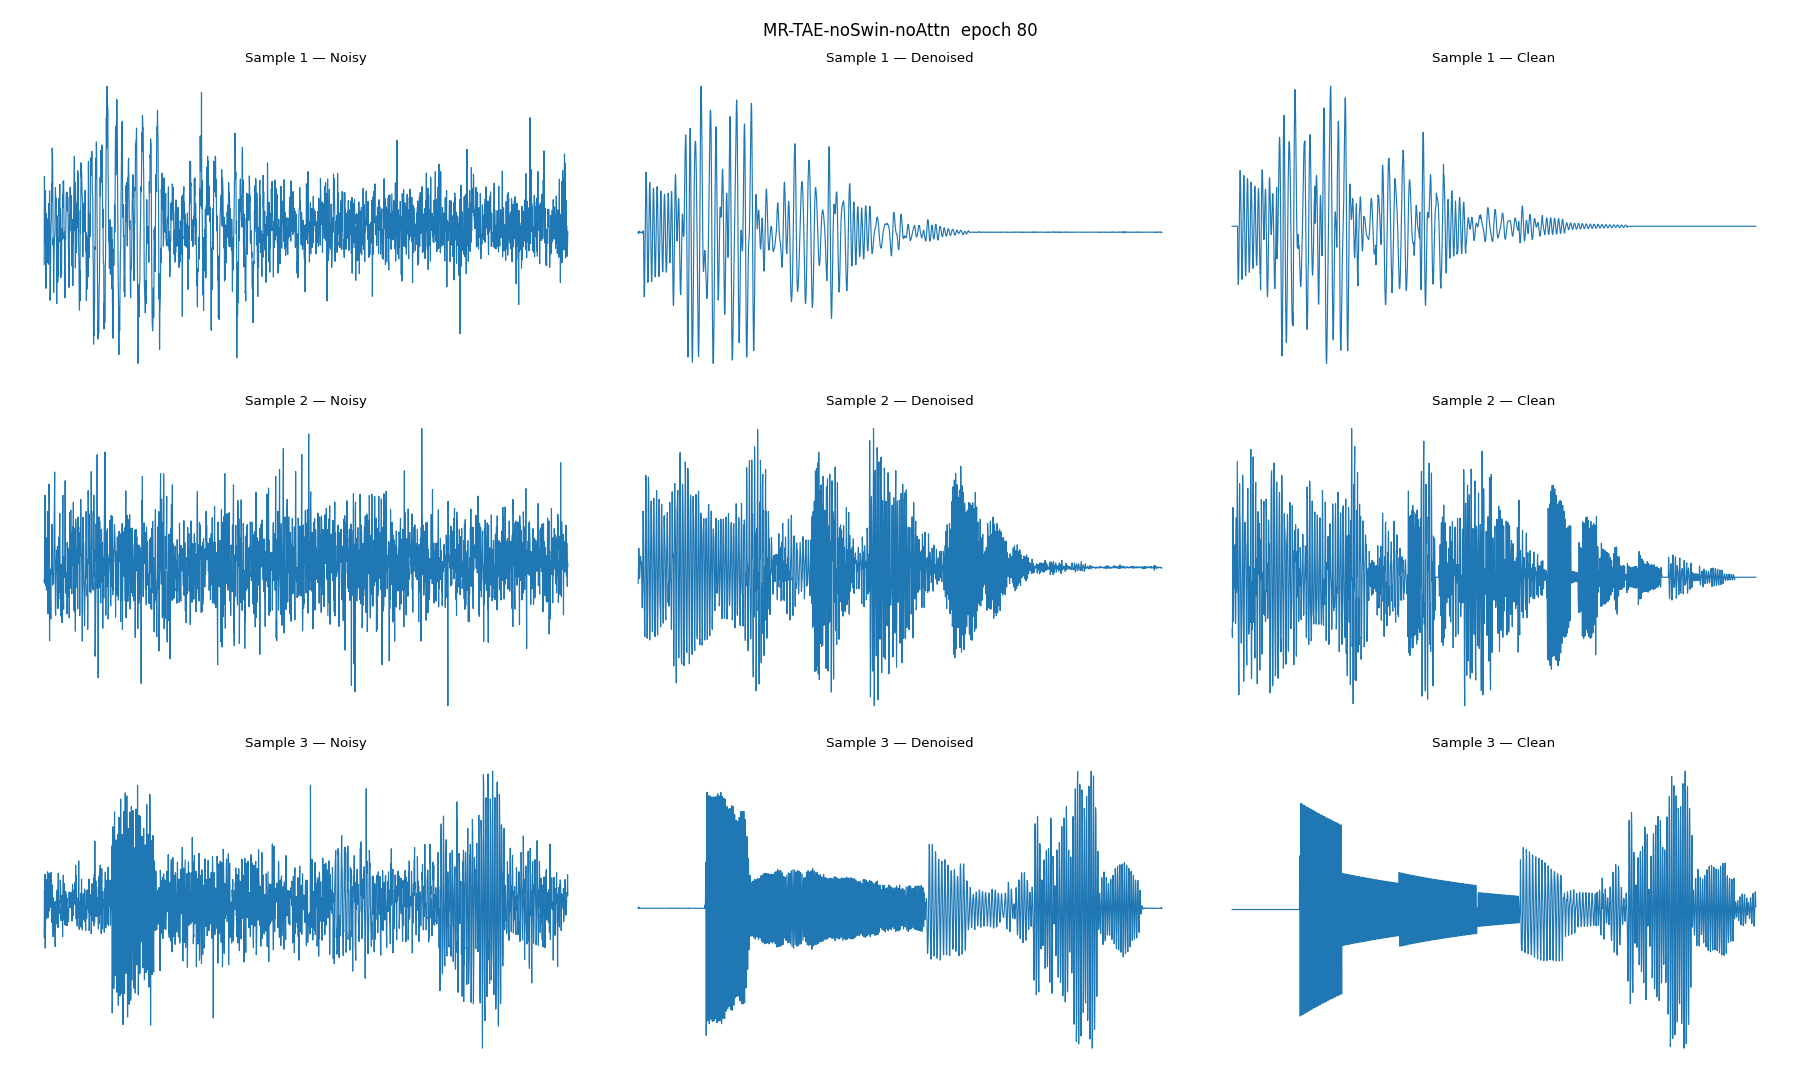 MR-TAE-noSwin-noAttn  epoch 80
Sample 1 — Noisy
Sample 1 — Denoised
Sample 1 — Clean
Sample 2 — Noisy
Sample 2 — Denoised
Sample 2 — Clean
Sample 3 — Noisy
Sample 3 — Denoised
Sample 3 — Clean